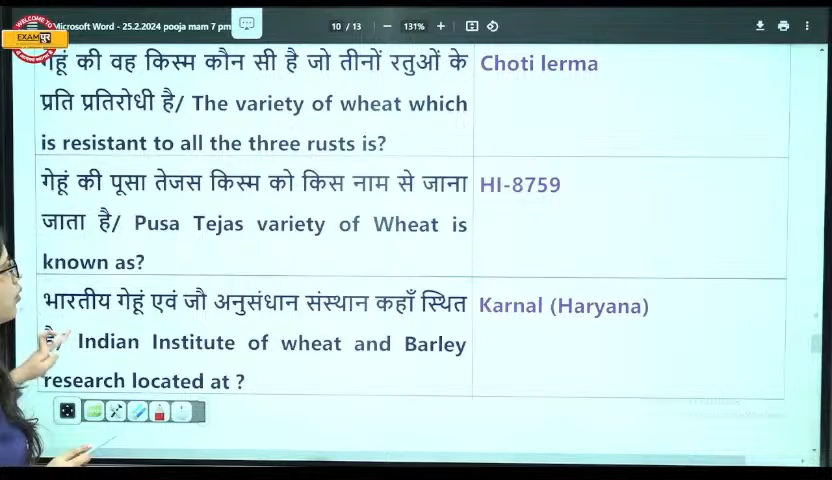 WELCOME TO
EXAMपुर
Microsoft Word - 25.2.2024 pooja mam 7 pm
10 / 13
131%
गेहूं की वह किस्म कौन सी है जो तीनों रतुओं के
प्रति प्रतिरोधी है/ The variety of wheat which
is resistant to all the three rusts is?
Choti lerma
गेहूं की पूसा तेजस किस्म को किस नाम से जाना
जाता है/ Pusa Tejas variety of Wheat is
known as?
HI-8759
भारतीय गेहूं एवं जौ अनुसंधान संस्थान कहाँ स्थित
है/ Indian Institute of wheat and Barley
research located at ?
Karnal (Haryana)